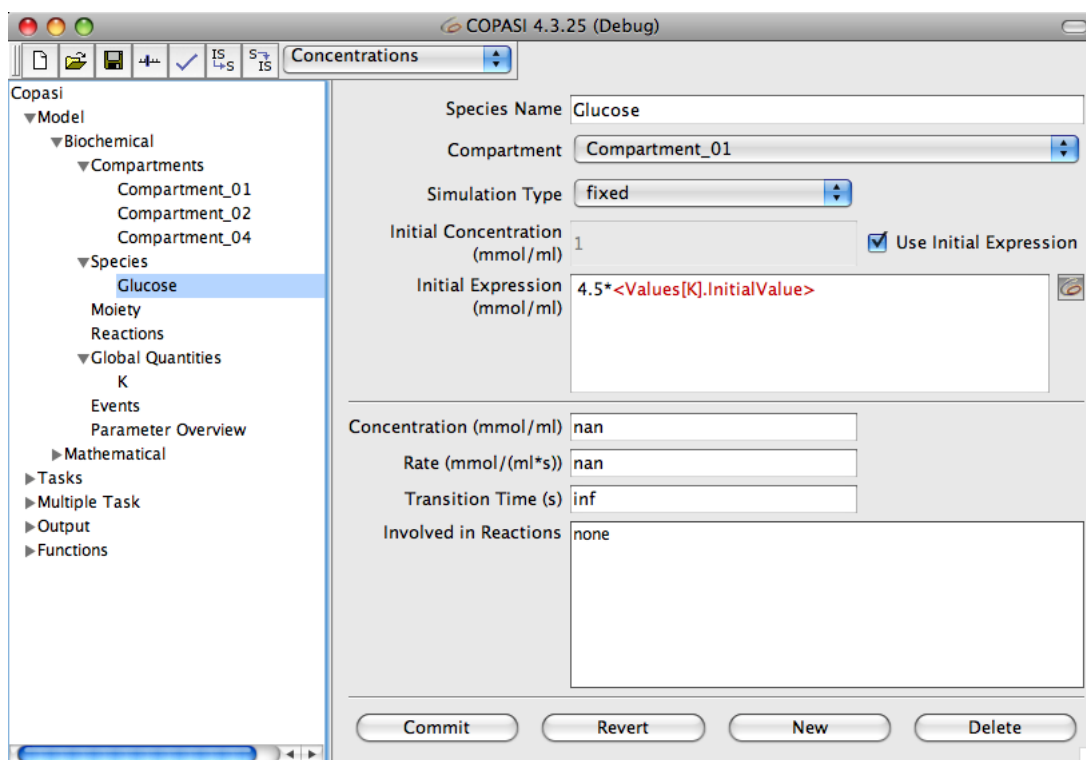 COPASI 4.3.25 (Debug)
IS
↳S
S
IS
Concentrations
Copasi
Model
Biochemical
Compartments
Compartment_01
Compartment_02
Compartment_04
Species
Glucose
Moiety
Reactions
Global Quantities
K
Events
Parameter Overview
Mathematical
Tasks
Multiple Task
Output
Functions
Species Name Glucose
Compartment Compartment_01
Simulation Type fixed
Initial Concentration
(mmol/ml) 1 Use Initial Expression
Initial Expression 4.5*<Values[K].InitialValue>
(mmol/ml)
Concentration (mmol/ml) nan
Rate (mmol/(ml*s)) nan
Transition Time (s) inf
Involved in Reactions none
Commit Revert New Delete